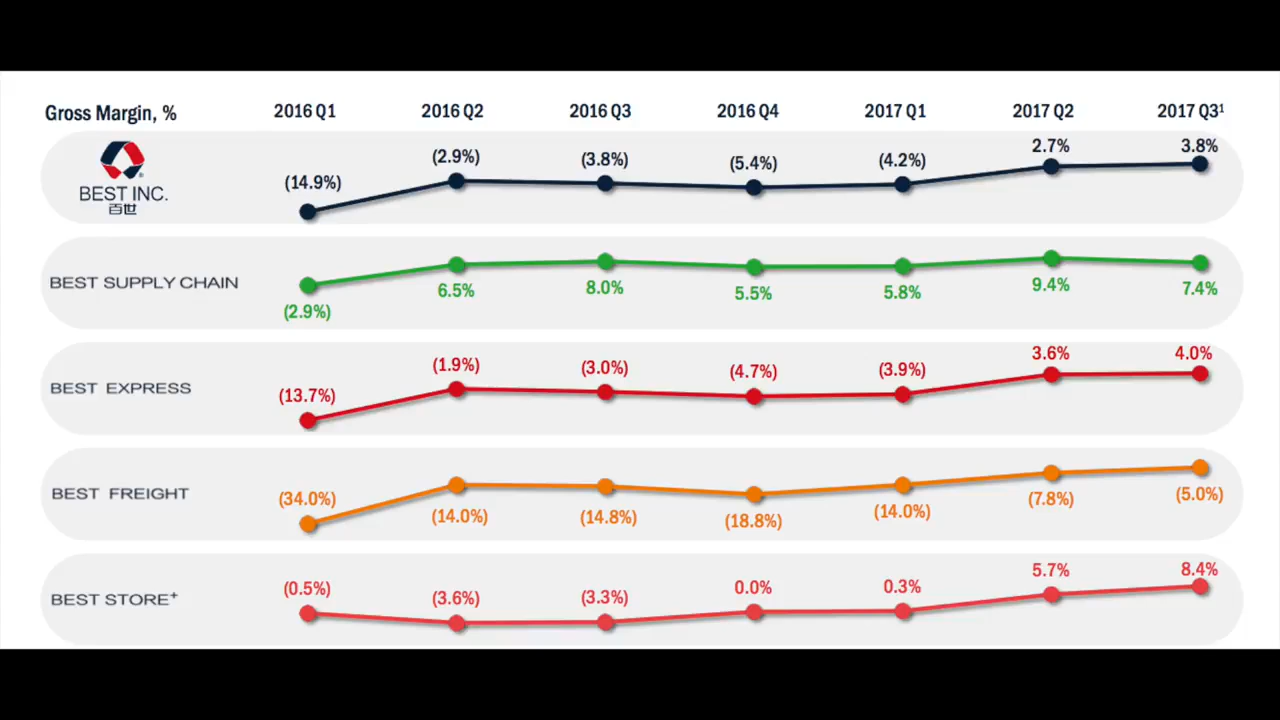 Gross Margin, % 2016 Q1 2016 Q2 2016 Q3 2016 Q4 2017 Q1 2017 Q2 2017 Q3¹
BEST INC.
百世
(14.9%) (2.9%) (3.8%) (5.4%) (4.2%) 2.7% 3.8%
BEST SUPPLY CHAIN
(2.9%) 6.5% 8.0% 5.5% 5.8% 9.4% 7.4%
BEST EXPRESS
(13.7%) (1.9%) (3.0%) (4.7%) (3.9%) 3.6% 4.0%
BEST FREIGHT
(34.0%) (14.0%) (14.8%) (18.8%) (14.0%) (7.8%) (5.0%)
BEST STORE⁺
(0.5%) (3.6%) (3.3%) 0.0% 0.3% 5.7% 8.4%